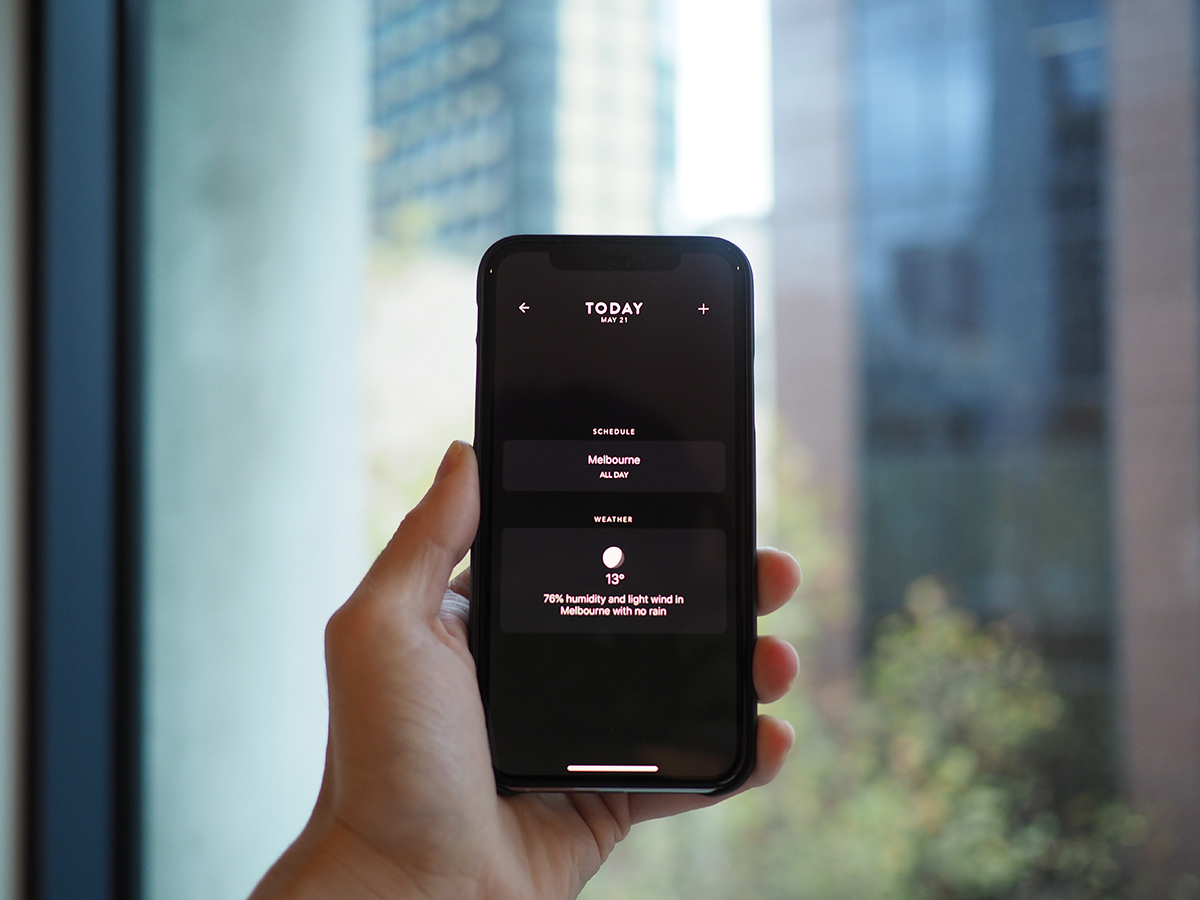 TODAY
MAY 21
SCHEDULE
Melbourne
ALL DAY
WEATHER
13°
76% humidity and light wind in
Melbourne with no rain